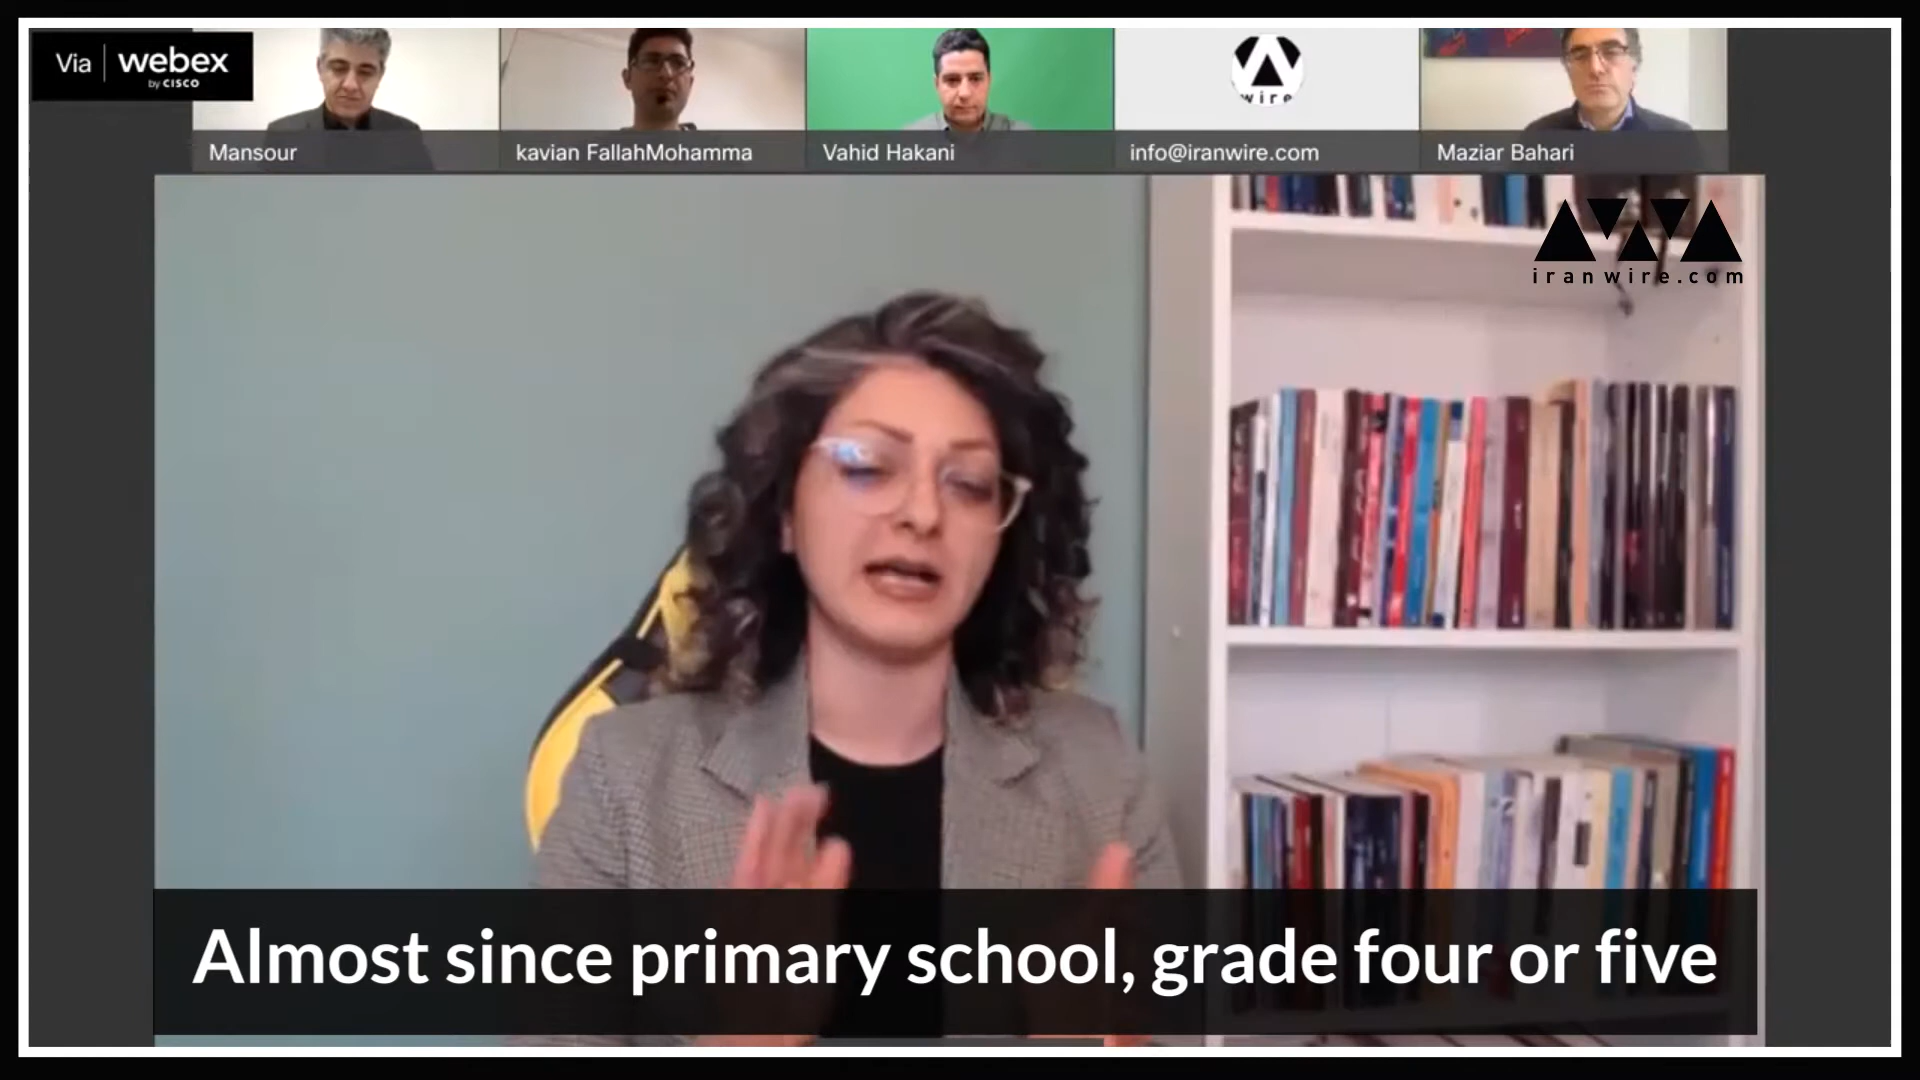 Via webex
by CISCO
Mansour
kavian FallahMohamma
Vahid Hakani
wire
info@iranwire.com
Maziar Bahari
iranwire.com
Almost since primary school, grade four or five